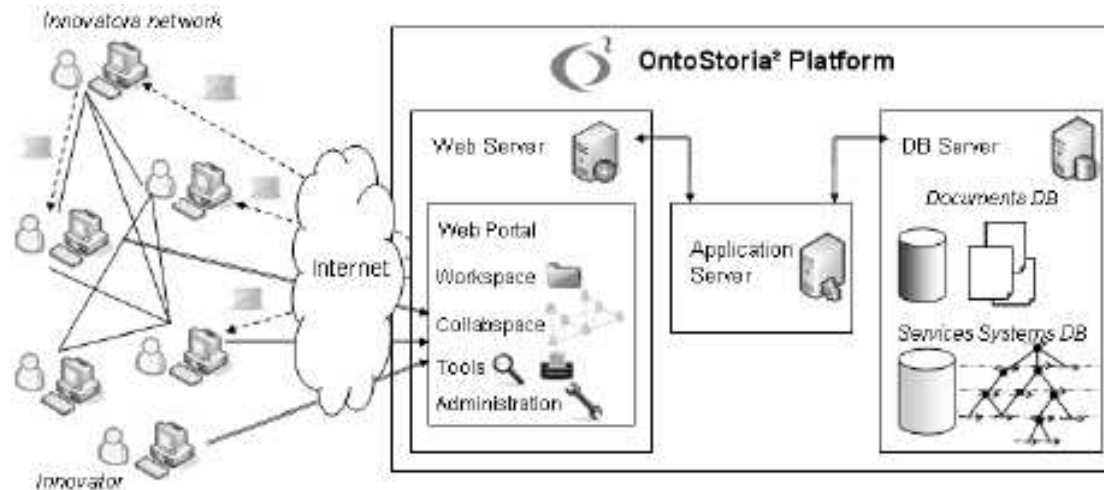 Innovators network
OntoStoria² Platform
Web Server
DB Server
Documents DB
Web Portal
Application
Server
Internet
Workspace
Collabspace
Services Systems DB
Tools
Administration
Innovator